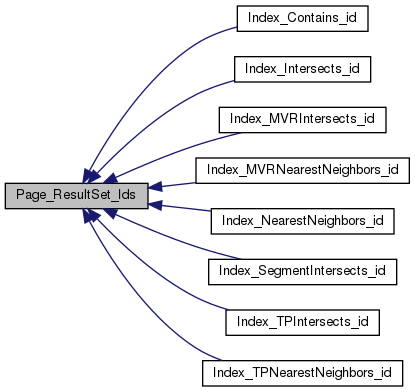 Index_Contains_id
Index_Intersects_id
Index_MVRIntersects_id
Index_MVRNearestNeighbors_id
Page_ResultSet_Ids
Index_NearestNeighbors_id
Index_SegmentIntersects_id
Index_TPIntersects_id
Index_TPNearestNeighbors_id